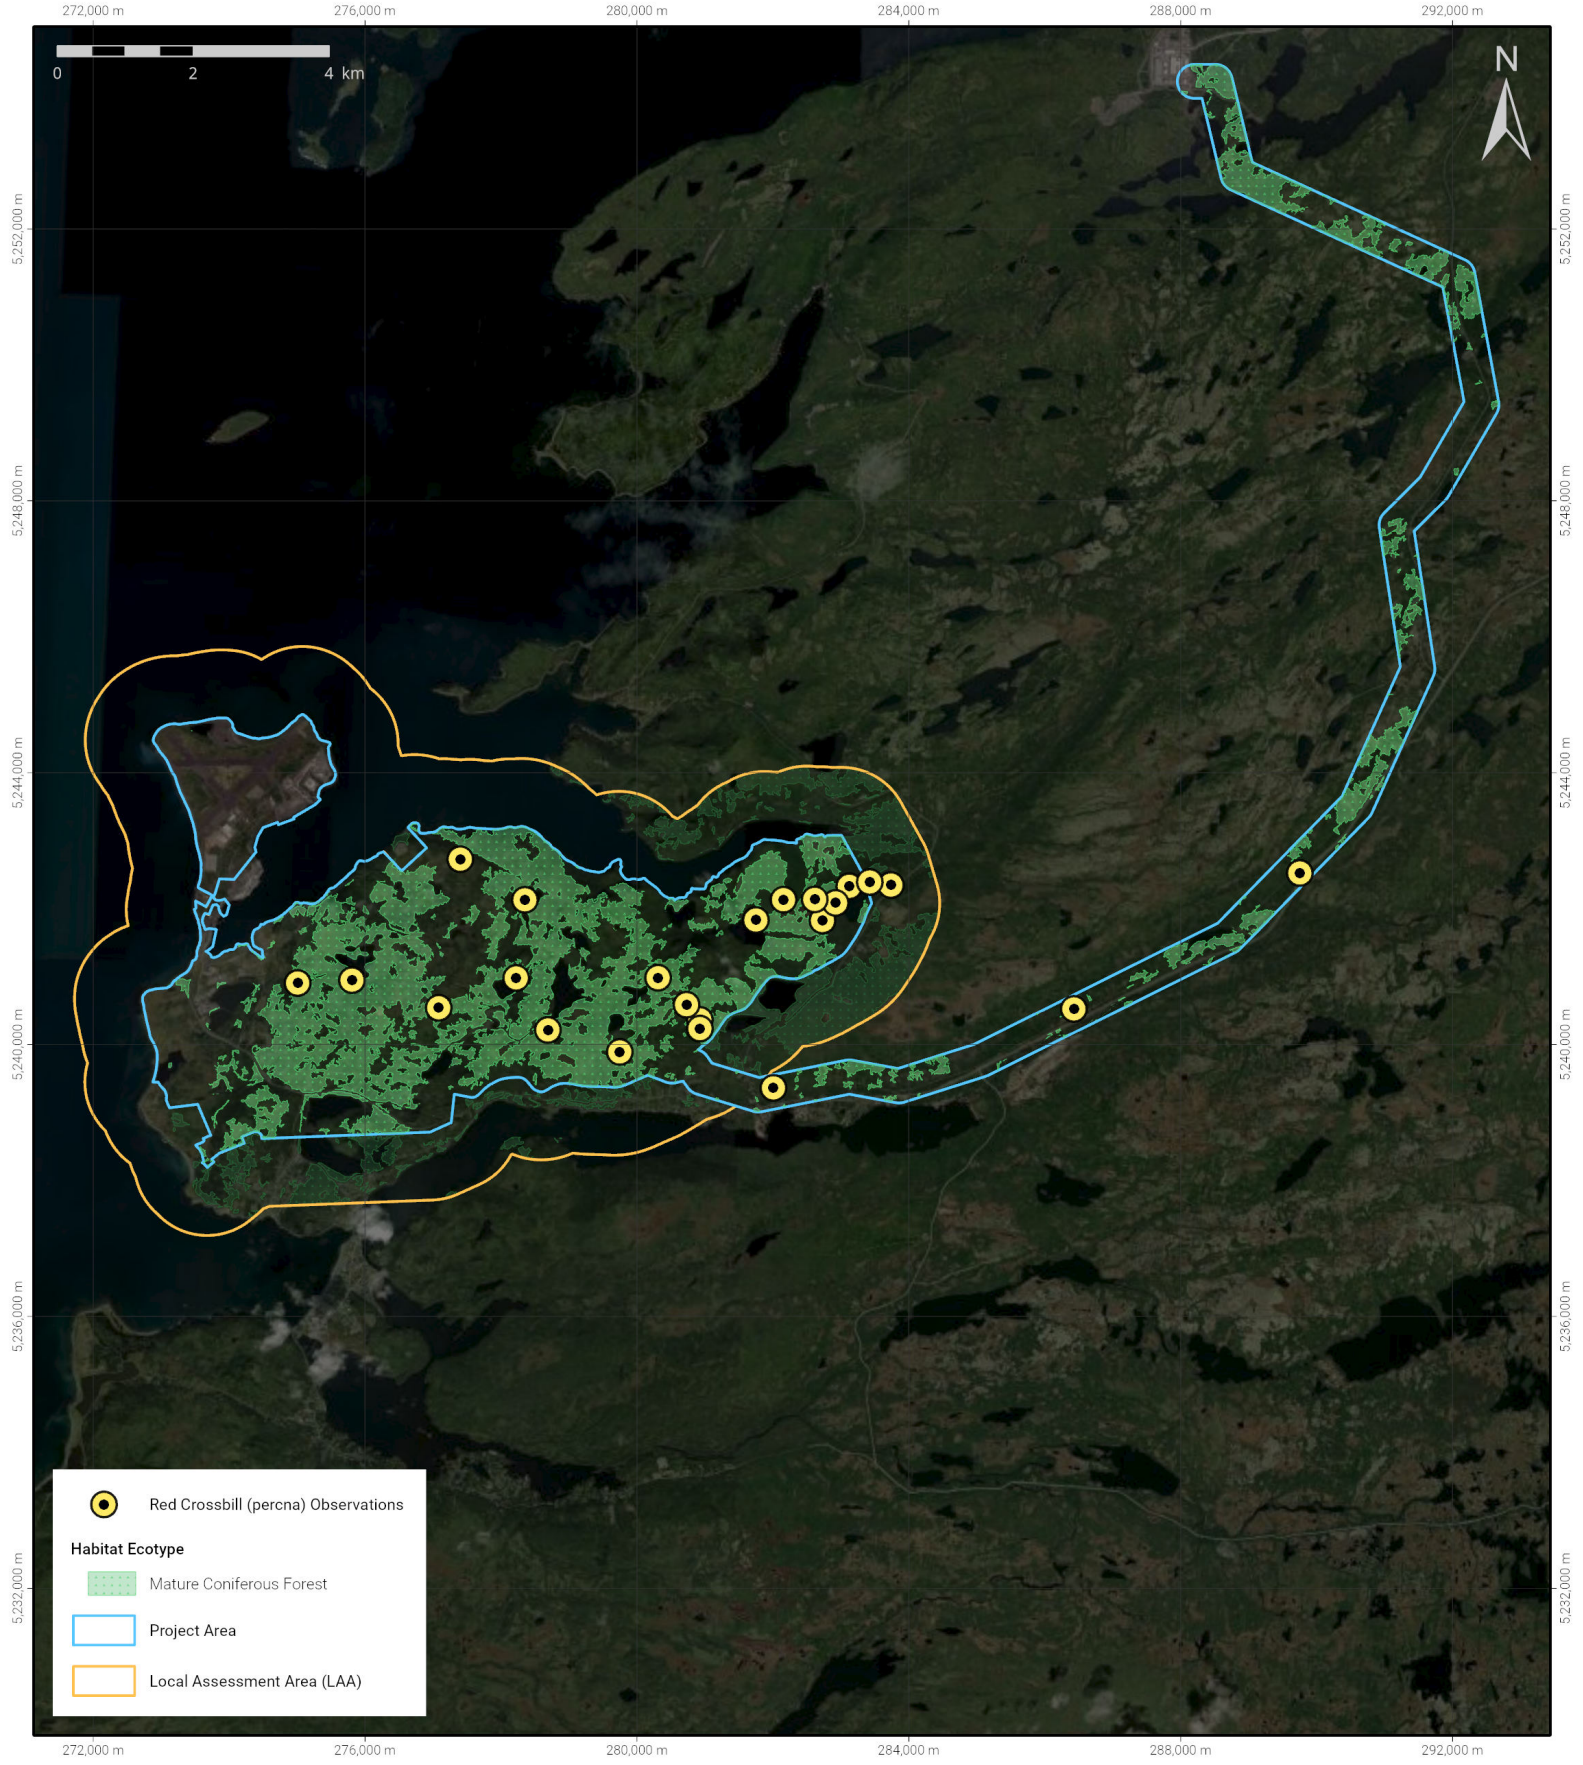 272,000 m 276,000 m 280,000 m 284,000 m 288,000 m 292,000 m
0 2 4 km
N
5,252,000 m 5,252,000 m
5,248,000 m 5,248,000 m
5,244,000 m 5,244,000 m
5,240,000 m 5,240,000 m
5,236,000 m 5,236,000 m
5,232,000 m 5,232,000 m
Red Crossbill (percna) Observations
Habitat Ecotype
Mature Coniferous Forest
Project Area
Local Assessment Area (LAA)
272,000 m 276,000 m 280,000 m 284,000 m 288,000 m 292,000 m